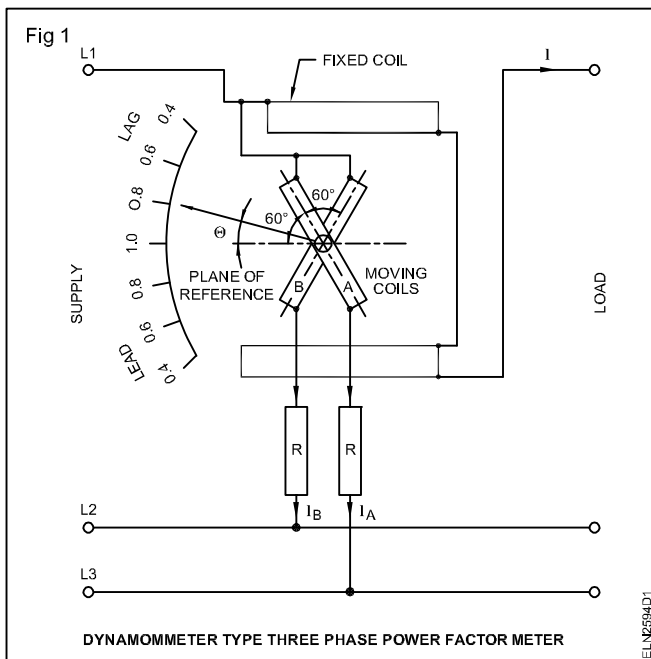 Fig 1
L1
FIXED COIL
I
LAG
0.4
0.6
0.8
1.0
0.8
0.6
0.4
LEAD
SUPPLY
60°
60°
Θ
PLANE OF
REFERENCE
B
A
MOVING
COILS
LOAD
R
R
IB
IA
L2
L3
DYNAMOMMETER TYPE THREE PHASE POWER FACTOR METER
ELN2594D1